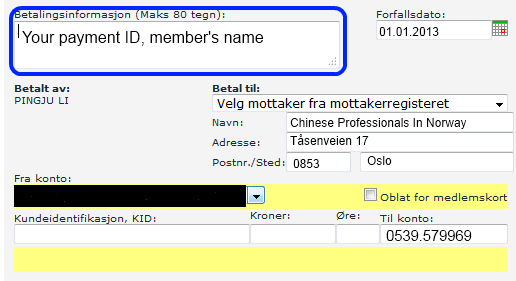 Betalingsinformasjon (Maks 80 tegn):
Forfallsdato:
Your payment ID, member's name
01.01.2013
Betalt av:
Betal til:
PINGJU LI
Velg mottaker fra mottakerregisteret
Navn: Chinese Professionals In Norway
Adresse: Tåsenveien 17
Postnr./Sted: 0853 Oslo
Fra konto:
Oblat for medlemskort
Kundeidentifikasjon, KID: Kroner: Øre: Til konto:
0539.579969